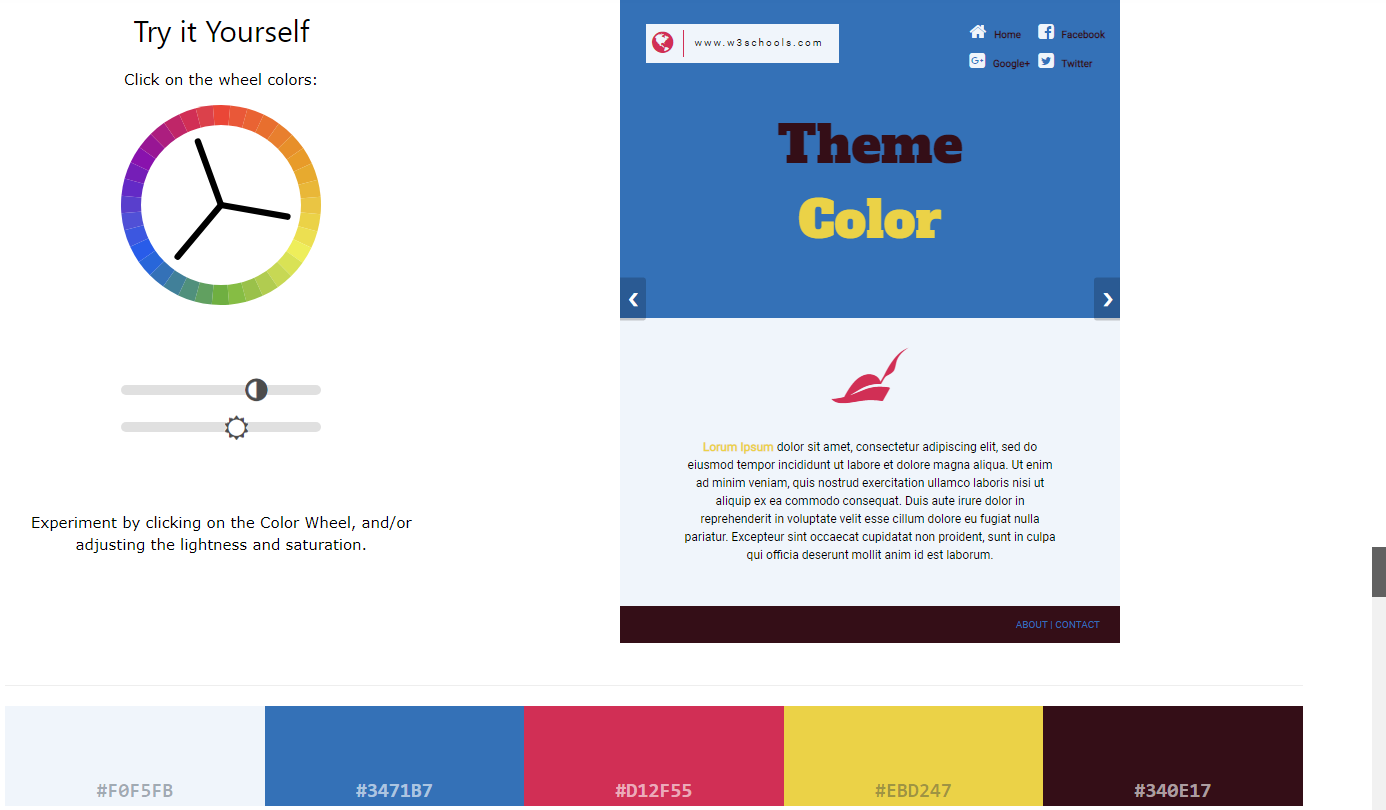 Try it Yourself
Click on the wheel colors:
Experiment by clicking on the Color Wheel, and/or
adjusting the lightness and saturation.
www.w3schools.com
Home
Facebook
Google+
Twitter
Theme
Color
❮
❯
Lorum Ipsum dolor sit amet, consectetur adipiscing elit, sed do
eiusmod tempor incididunt ut labore et dolore magna aliqua. Ut enim
ad minim veniam, quis nostrud exercitation ullamco laboris nisi ut
aliquip ex ea commodo consequat. Duis aute irure dolor in
reprehenderit in voluptate velit esse cillum dolore eu fugiat nulla
pariatur. Excepteur sint occaecat cupidatat non proident, sunt in culpa
qui officia deserunt mollit anim id est laborum.
ABOUT | CONTACT
#F0F5FB
#3471B7
#D12F55
#EBD247
#340E17